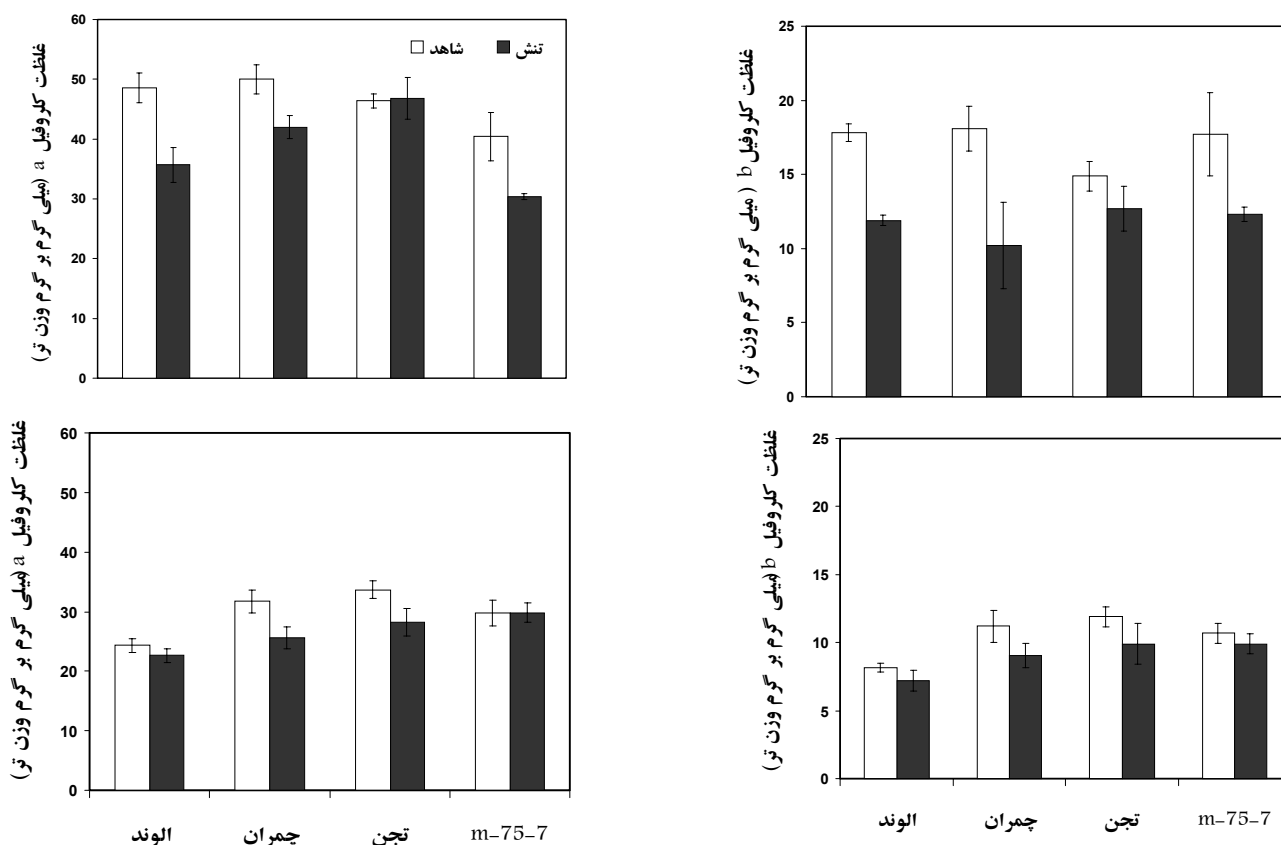 غلظت کلروفیل a (میلی گرم بر گرم وزن تر)
60
50
40
30
20
10
0
شاهد
تنش
غلظت کلروفیل b ( میلی گرم بر گرم وزن تر)
25
20
15
10
5
0
غلظت کلروفیل a (میلی گرم بر گرم وزن تر)
60
50
40
30
20
10
0
الوند
چمران
تجن
m-75-7
غلظت کلروفیل b (میلی گرم بر گرم وزن تر)
25
20
15
10
5
0
الوند
چمران
تجن
m-75-7